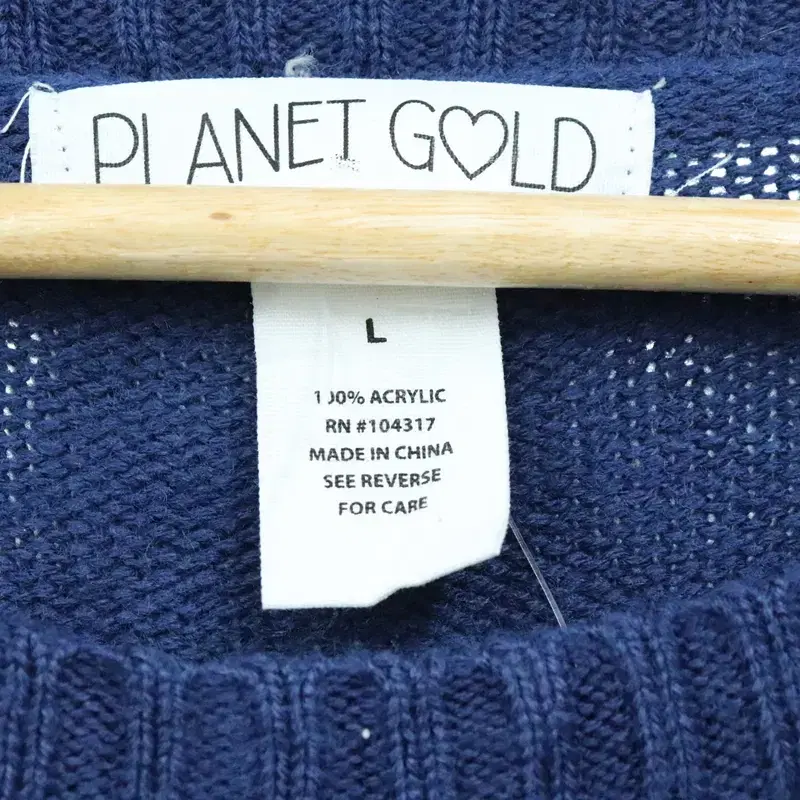 PLANET GOLD
L
100% ACRYLIC
RN #104317
MADE IN CHINA
SEE REVERSE
FOR CARE